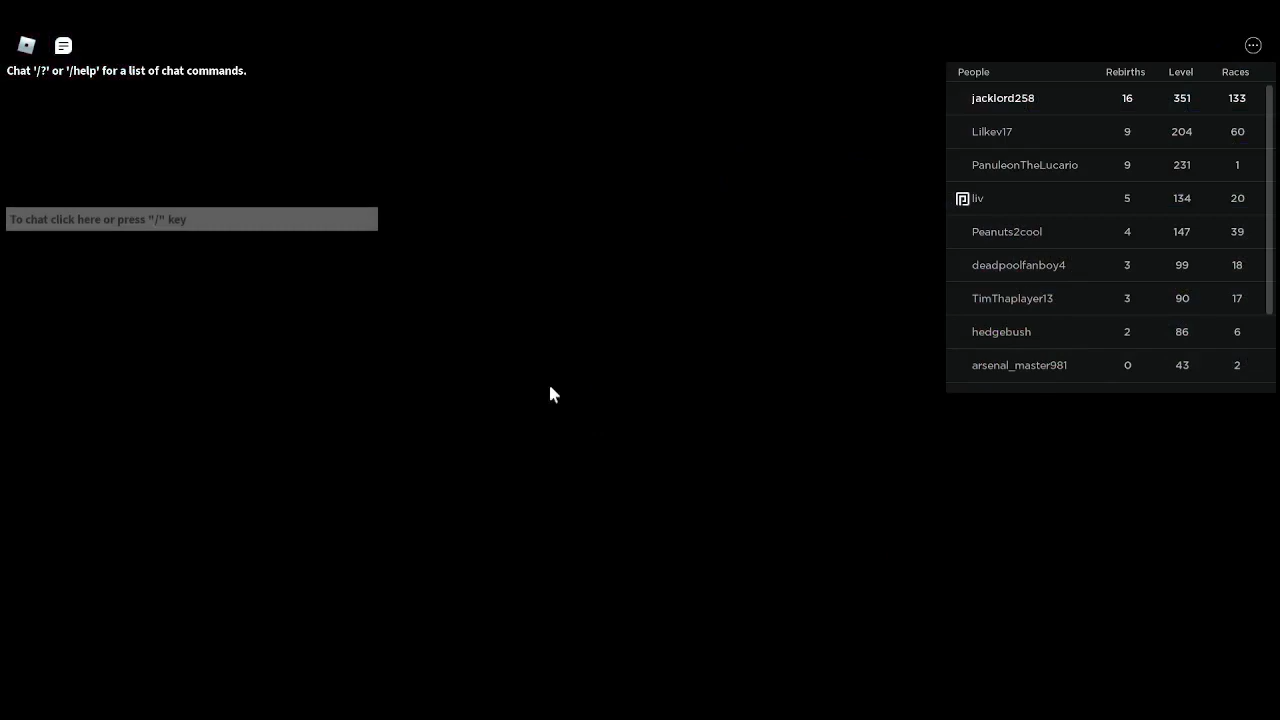 Chat '/?' or '/help' for a list of chat commands.
To chat click here or press "/" key
People Rebirths Level Races
jacklord258 16 351 133
Lilkev17 9 204 60
PanuleonTheLucario 9 231 1
liv 5 134 20
Peanuts2cool 4 147 39
deadpoolfanboy4 3 99 18
TimThaplayer13 3 90 17
hedgebush 2 86 6
arsenal_master981 0 43 2